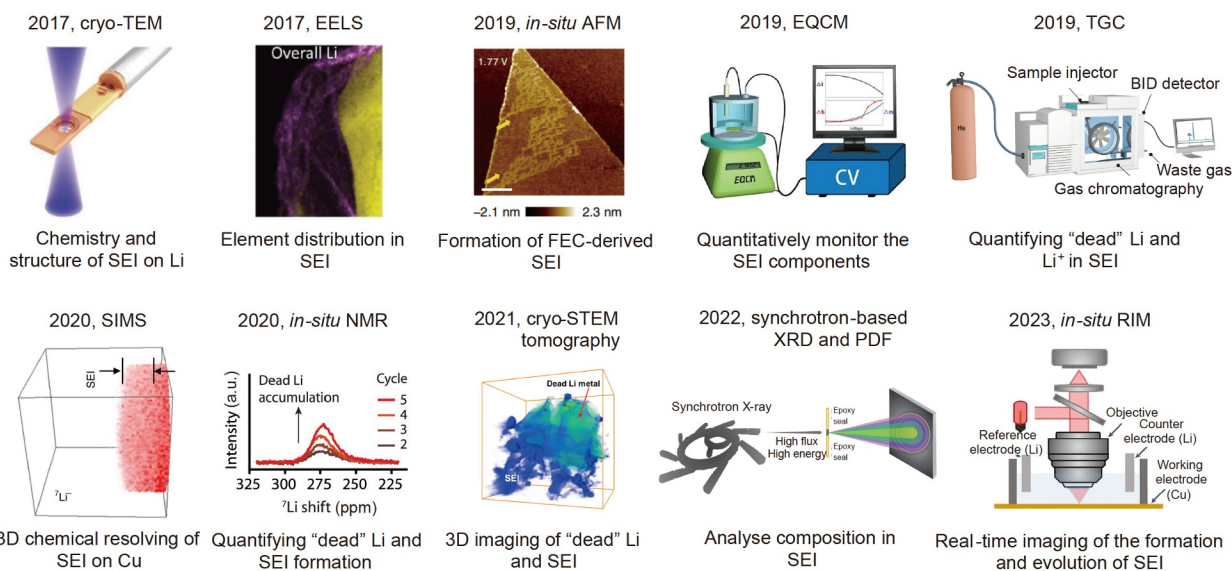 2017, cryo-TEM
Chemistry and
structure of SEI on Li
2017, EELS
Overall Li
Element distribution in
SEI
2019, in-situ AFM
1.77 V
−2.1 nm
2.3 nm
Formation of FEC-derived
SEI
2019, EQCM
EQCM
CV
Voltage
Quantitatively monitor the
SEI components
2019, TGC
Sample injector
BID detector
He
Waste gas
Gas chromatography
Quantifying “dead” Li and
Li⁺ in SEI
2020, SIMS
SEI
⁷Li⁻
3D chemical resolving of
SEI on Cu
2020, in-situ NMR
Intensity (a.u.)
Dead Li
accumulation
Cycle
5
4
3
2
325 300 275 250 225
⁷Li shift (ppm)
Quantifying “dead” Li and
SEI formation
2021, cryo-STEM
tomography
Dead Li metal
SEI
3D imaging of “dead” Li
and SEI
2022, synchrotron-based
XRD and PDF
Synchrotron X-ray
High flux
High energy
Epoxy
seal
Epoxy
seal
Analyse composition in
SEI
2023, in-situ RIM
Objective
Reference
electrode (Li)
Counter
electrode (Li)
Working
electrode
(Cu)
Real-time imaging of the formation
and evolution of SEI